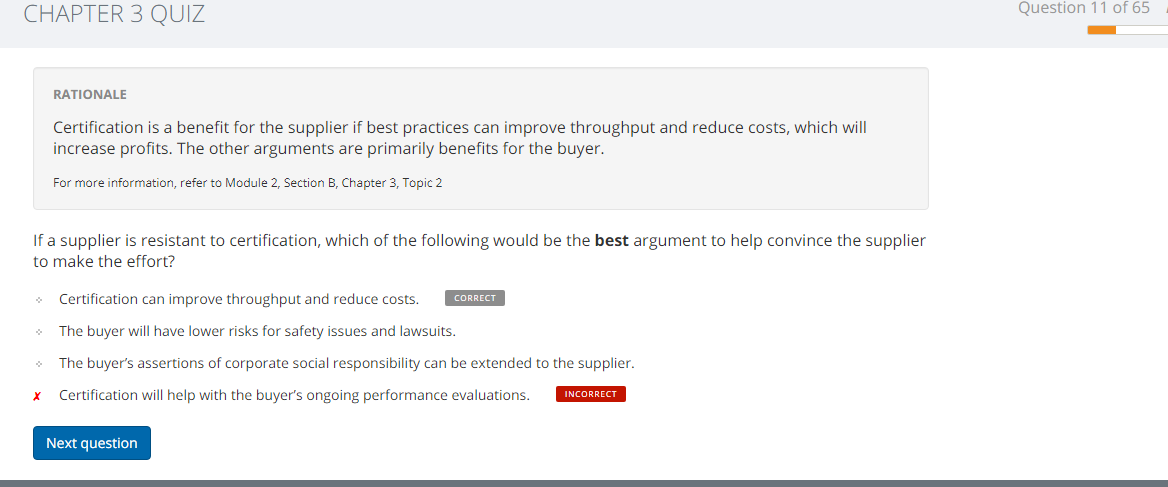 CHAPTER 3 QUIZ
Question 11 of 65
RATIONALE
Certification is a benefit for the supplier if best practices can improve throughput and reduce costs, which will
increase profits. The other arguments are primarily benefits for the buyer.
For more information, refer to Module 2, Section B, Chapter 3, Topic 2
If a supplier is resistant to certification, which of the following would be the best argument to help convince the supplier
to make the effort?
Certification can improve throughput and reduce costs. CORRECT
The buyer will have lower risks for safety issues and lawsuits.
The buyer’s assertions of corporate social responsibility can be extended to the supplier.
✗ Certification will help with the buyer’s ongoing performance evaluations. INCORRECT
Next question